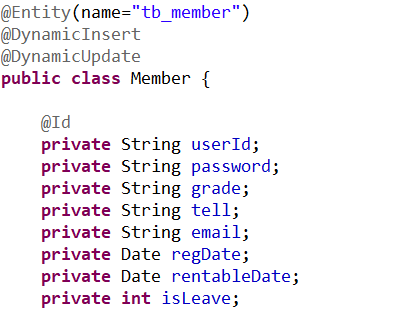 @Entity(name="tb_member")
@DynamicInsert
@DynamicUpdate
public class Member {
@Id
private String userId;
private String password;
private String grade;
private String tell;
private String email;
private Date regDate;
private Date rentableDate;
private int isLeave;